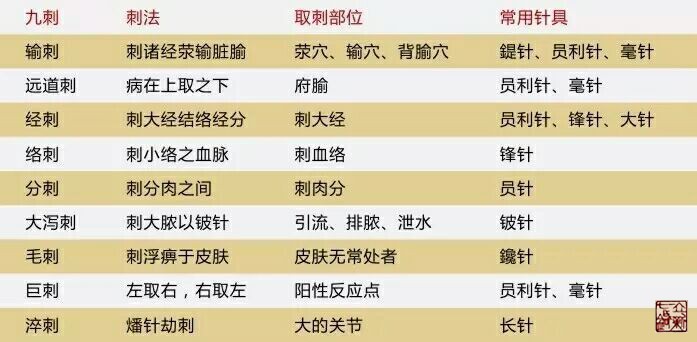 九刺 刺法 取刺部位 常用针具
输刺 刺诸经荥输脏腧 荥穴、输穴、背腧穴 鍉针、员利针、毫针
远道刺 病在上取之下 府腧 员利针、毫针
经刺 刺大经结络经分 刺大经 员利针、锋针、大针
络刺 刺小络之血脉 刺血络 锋针
分刺 刺分肉之间 刺肉分 员针
大泻刺 刺大脓以铍针 引流、排脓、泄水 铍针
毛刺 刺浮痹于皮肤 皮肤无常处者 鑱针
巨刺 左取右，右取左 阳性反应点 员利针、毫针
淬刺 燔针劫刺 大的关节 长针